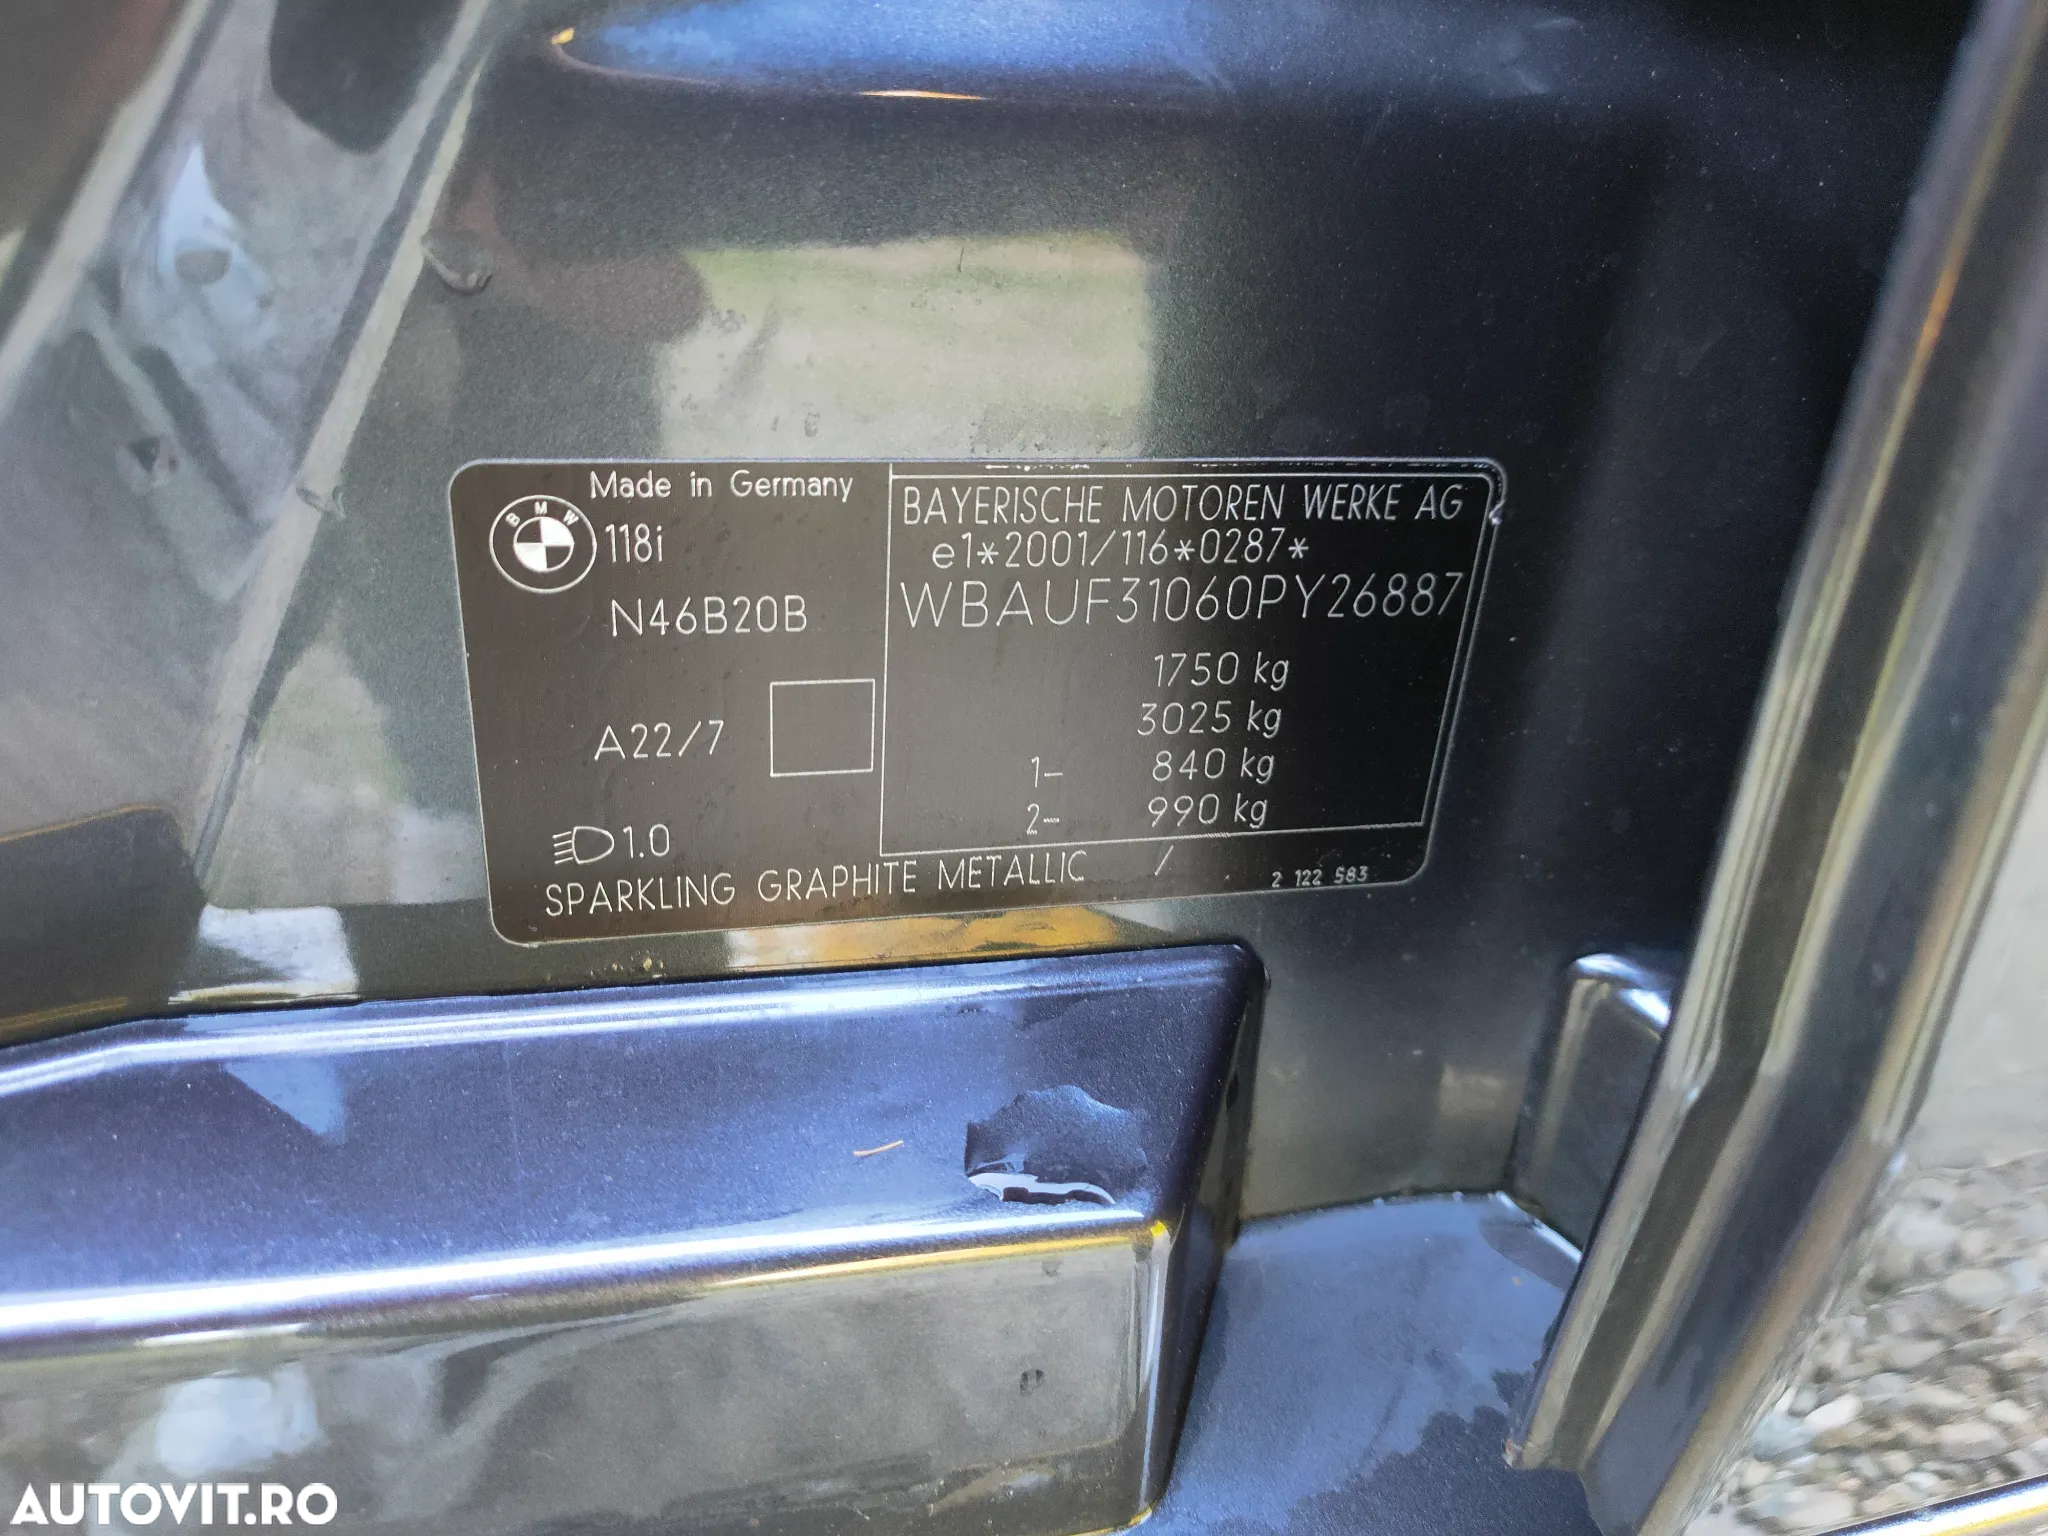 Made in Germany
BMW
118i
N46B20B
A22/7
1.0
SPARKLING GRAPHITE METALLIC /
BAYERISCHE MOTOREN WERKE AG
e1*2001/116*0287*
WBAUF31060PY26887
1750 kg
3025 kg
1- 840 kg
2- 990 kg
2 122 583
AUTOVIT.RO